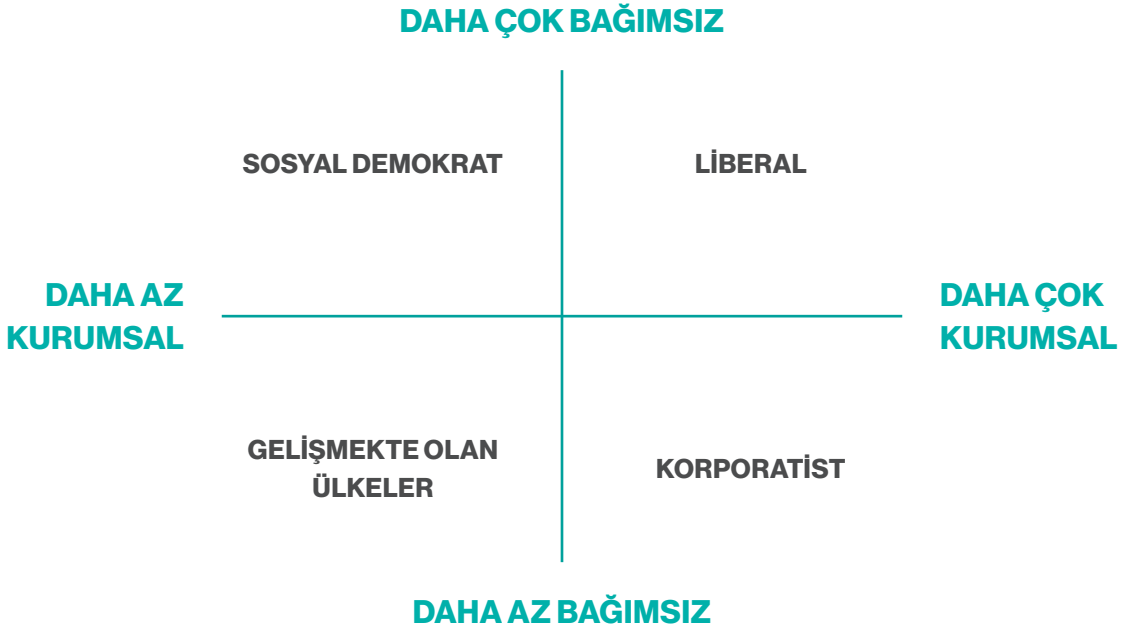 DAHA ÇOK BAĞIMSIZ
SOSYAL DEMOKRAT
LİBERAL
DAHA AZ
KURUMSAL
DAHA ÇOK
KURUMSAL
GELİŞMEKTE OLAN
ÜLKELER
KORPORATİST
DAHA AZ BAĞIMSIZ